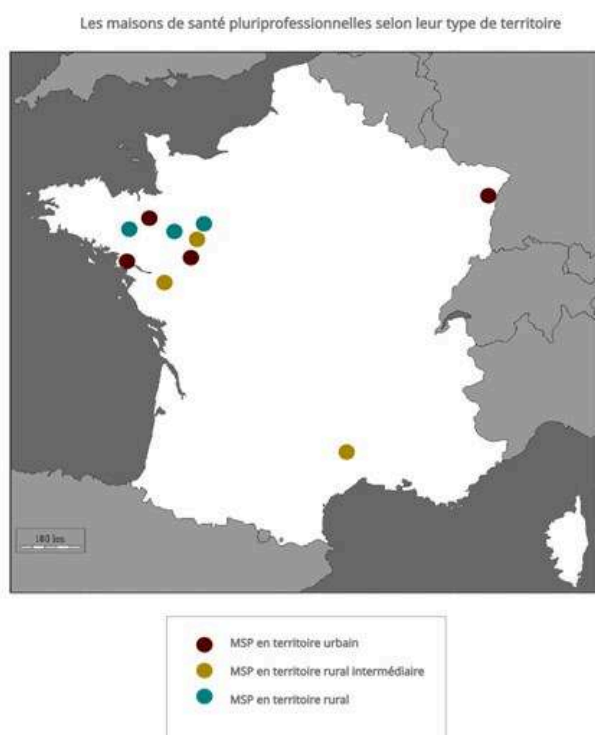 Les maisons de santé pluriprofessionnelles selon leur type de territoire
100 km
MSP en territoire urbain
MSP en territoire rural intermédiaire
MSP en territoire rural